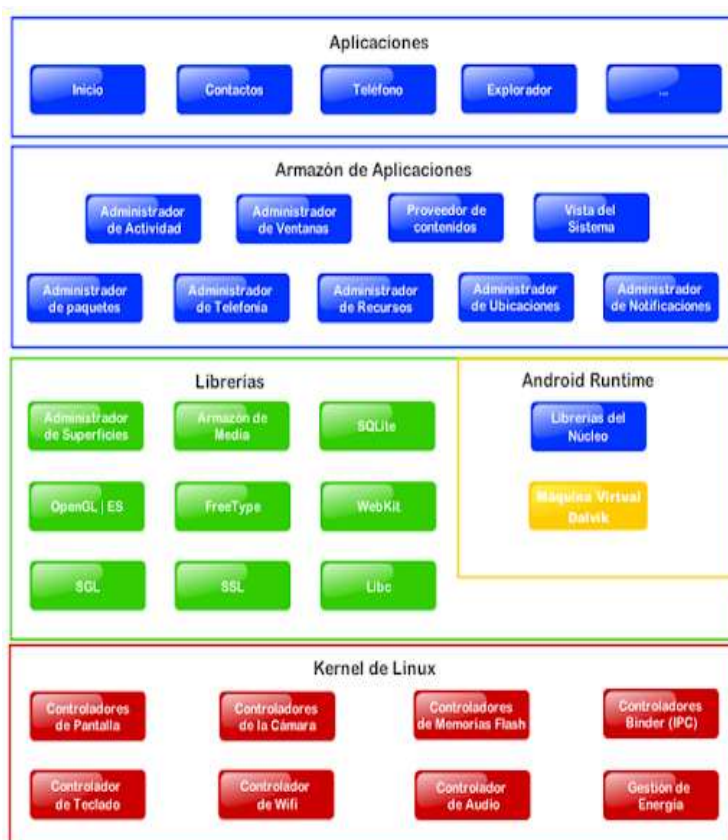 Aplicaciones
Inicio
Contactos
Teléfono
Explorador
...
Armazón de Aplicaciones
Administrador
de Actividad
Administrador
de Ventanas
Proveedor de
contenidos
Vista del
Sistema
Administrador
de paquetes
Administrador
de Telefonía
Administrador
de Recursos
Administrador
de Ubicaciones
Administrador
de Notificaciones
Librerías
Administrador
de Superficies
Armazón de
Media
SQLite
OpenGL | ES
FreeType
WebKit
SGL
SSL
Libc
Android Runtime
Librerías del
Núcleo
Máquina Virtual
Dalvik
Kernel de Linux
Controladores
de Pantalla
Controladores
de la Cámara
Controladores
de Memorias Flash
Controladores
Binder (IPC)
Controlador
de Teclado
Controlador
de Wifi
Controlador
de Audio
Gestión de
Energía